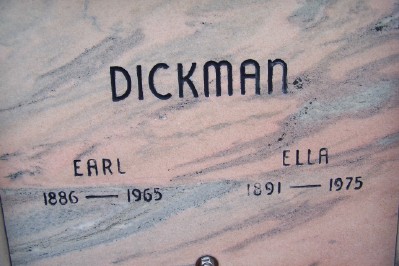 DICKMAN
EARL ELLA
1886 — 1965 1891 — 1975